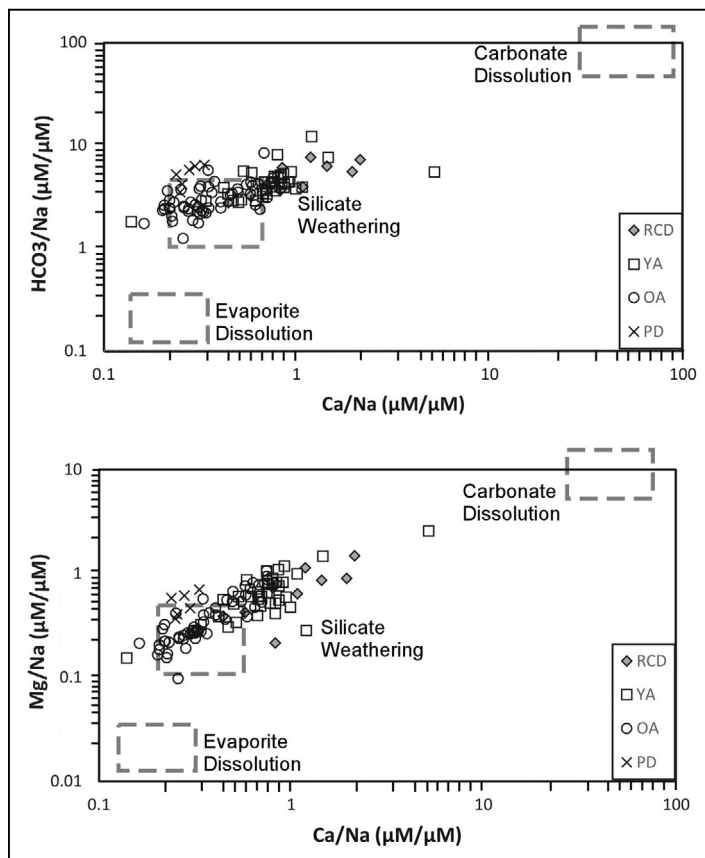 100
Carbonate
Dissolution
10
HCO3/Na (μM/μM)
Silicate
Weathering
1
RCD
YA
OA
PD
Evaporite
Dissolution
0.1
0.1
1
10
100
Ca/Na (μM/μM)
10
Carbonate
Dissolution
1
Mg/Na (μM/μM)
Silicate
Weathering
0.1
RCD
YA
OA
PD
Evaporite
Dissolution
0.01
0.1
1
10
100
Ca/Na (μM/μM)